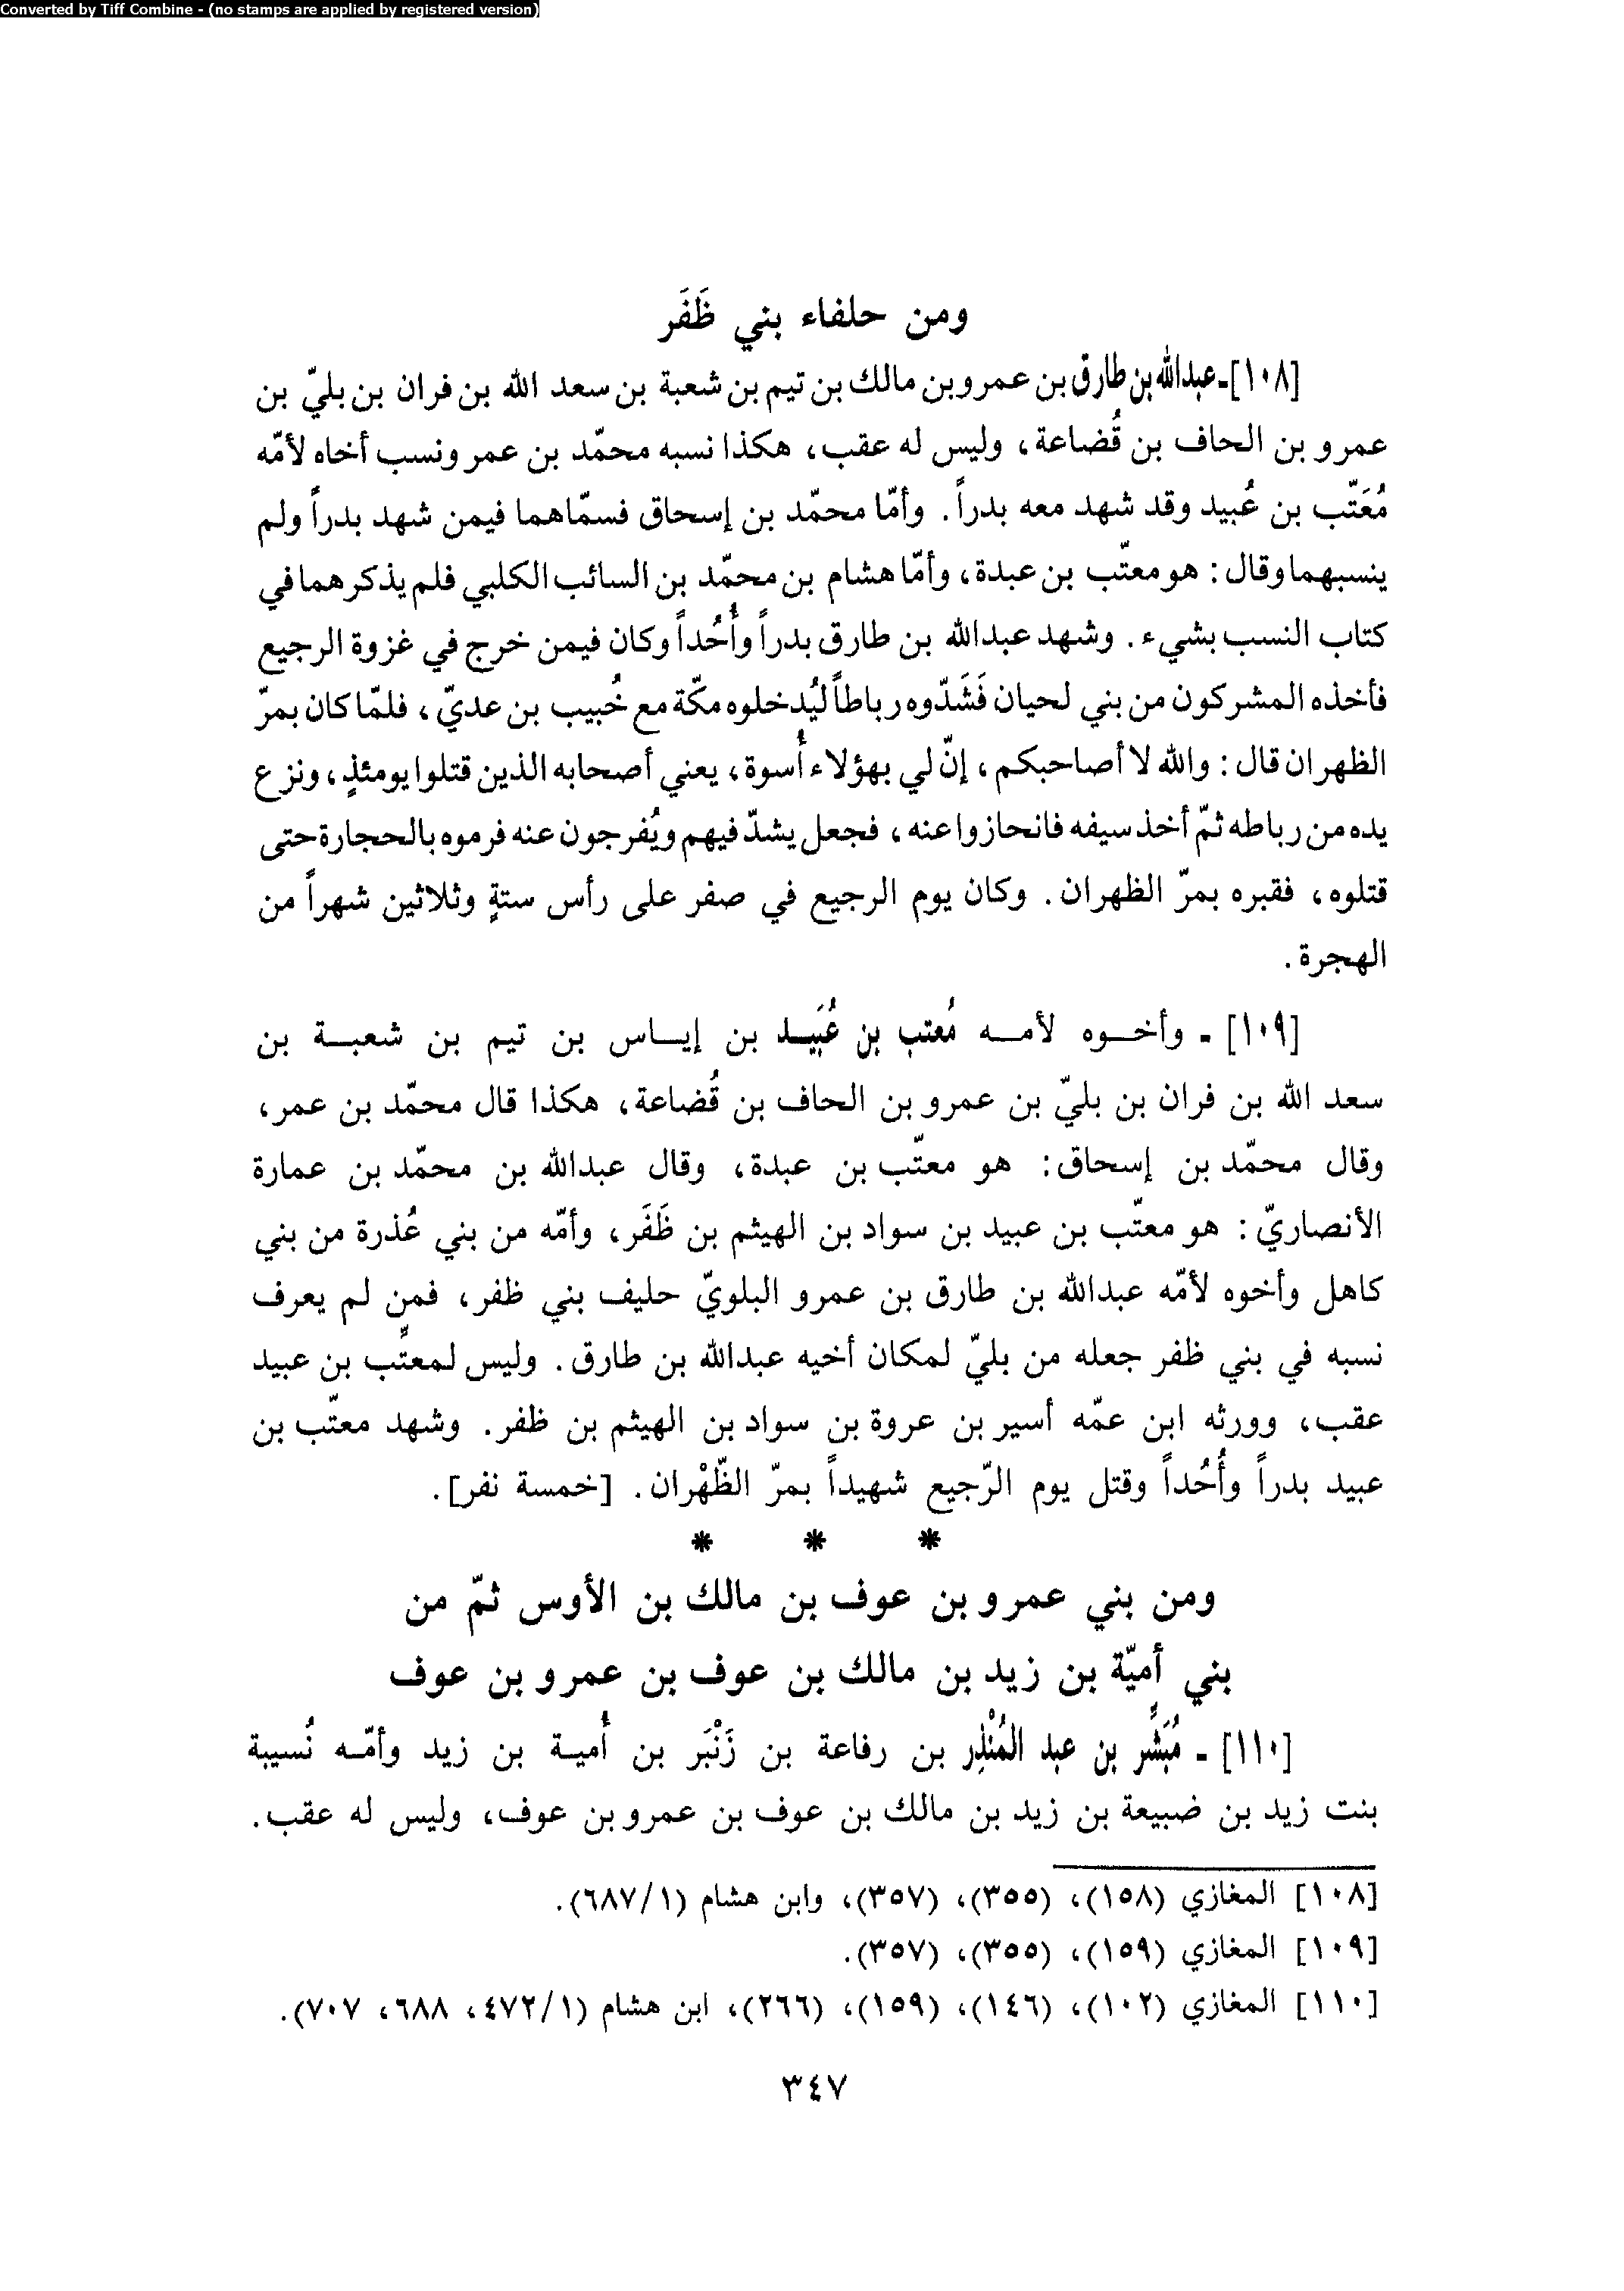 Converted by Tiff Combine - (no stamps are applied by registered version)
ومن حلفاء بني ظَفَر
[١٠٨]ـ عبدالله بن طارق بن عمرو بن مالك بن تيم بن شعبة بن سعد الله بن فران بن بليّ بن
عمرو بن الحاف بن قُضاعة، وليس له عقب، هكذا نسبه محمّد بن عمر ونسب أخاه لأمّه
مُعَتّب بن عُبيد وقد شهد معه بدراً. وأمّا محمّد بن إسحاق فسمّاهما فيمن شهد بدراً ولم
ينسبهما وقال: هو معتّب بن عبدة، وأمّا هشام بن محمّد بن السائب الكلبي فلم يذكرهما في
كتاب النسب بشيء. وشهد عبدالله بن طارق بدراً وأُحُداً وكان فيمن خرج في غزوة الرجيع
فأخذه المشركون من بني لحيان فَشَدّوه رباطاً ليُدخلوه مكّة مع خُبيب بن عديّ، فلمّا كان بمرّ
الظهران قال: والله لا أصاحبكم، إنّ لي بهؤلاء أُسوة، يعني أصحابه الذين قتلوا يومئذٍ، ونزع
يده من رباطه ثمّ أخذ سيفه فانحازوا عنه، فجعل يشدّ فيهم ويُفرجون عنه فرموه بالحجارة حتى
قتلوه، فقبره بمرّ الظهران. وكان يوم الرجيع في صفر على رأس ستةٍ وثلاثين شهراً من
الهجرة.
[١٠٩] ـ وأخـوه لأمـه مُعتب بن عُبَيـد بن إيـاس بن تيم بن شعبـة بن
سعد الله بن فران بن بليّ بن عمرو بن الحاف بن قُضاعة، هكذا قال محمّد بن عمر،
وقال محمّد بن إسحاق: هو معتّب بن عبدة، وقال عبدالله بن محمّد بن عمارة
الأنصاريّ: هو معتّب بن عبيد بن سواد بن الهيثم بن ظَفَر، وأمّه من بني عُذرة من بني
كاهل وأخوه لأمّه عبدالله بن طارق بن عمرو البلويّ حليف بني ظفر، فمن لم يعرف
نسبه في بني ظفر جعله من بليّ لمكان أخيه عبدالله بن طارق. وليس لمعتّب بن عبيد
عقب، وورثه ابن عمّه أسير بن عروة بن سواد بن الهيثم بن ظفر. وشهد معتّب بن
عبيد بدراً وأُحُداً وقتل يوم الرّجيع شهيداً بمرّ الظّهْران. [خمسة نفر].
* * *
ومن بني عمرو بن عوف بن مالك بن الأوس ثمّ من
بني أميّة بن زيد بن مالك بن عوف بن عمرو بن عوف
[١١٠] ـ مُبَشِّر بن عبد المُنْذِر بن رفاعة بن زَنْبَر بن أُميـة بن زيد وأمّـه نُسيبة
بنت زيد بن ضبيعة بن زيد بن مالك بن عوف بن عمرو بن عوف، وليس له عقب.
[١٠٨] المغازي (١٥٨)، (٣٥٥)، (٣٥٧)، وابن هشام (١/ ٦٨٧).
[١٠٩] المغازي (١٥٩)، (٣٥٥)، (٣٥٧).
[١١٠] المغازي (١٠٢)، (١٤٦)، (١٥٩)، (٢٦٦)، ابن هشام (١/ ٤٧٢، ٦٨٨، ٧٠٧).
٣٤٧